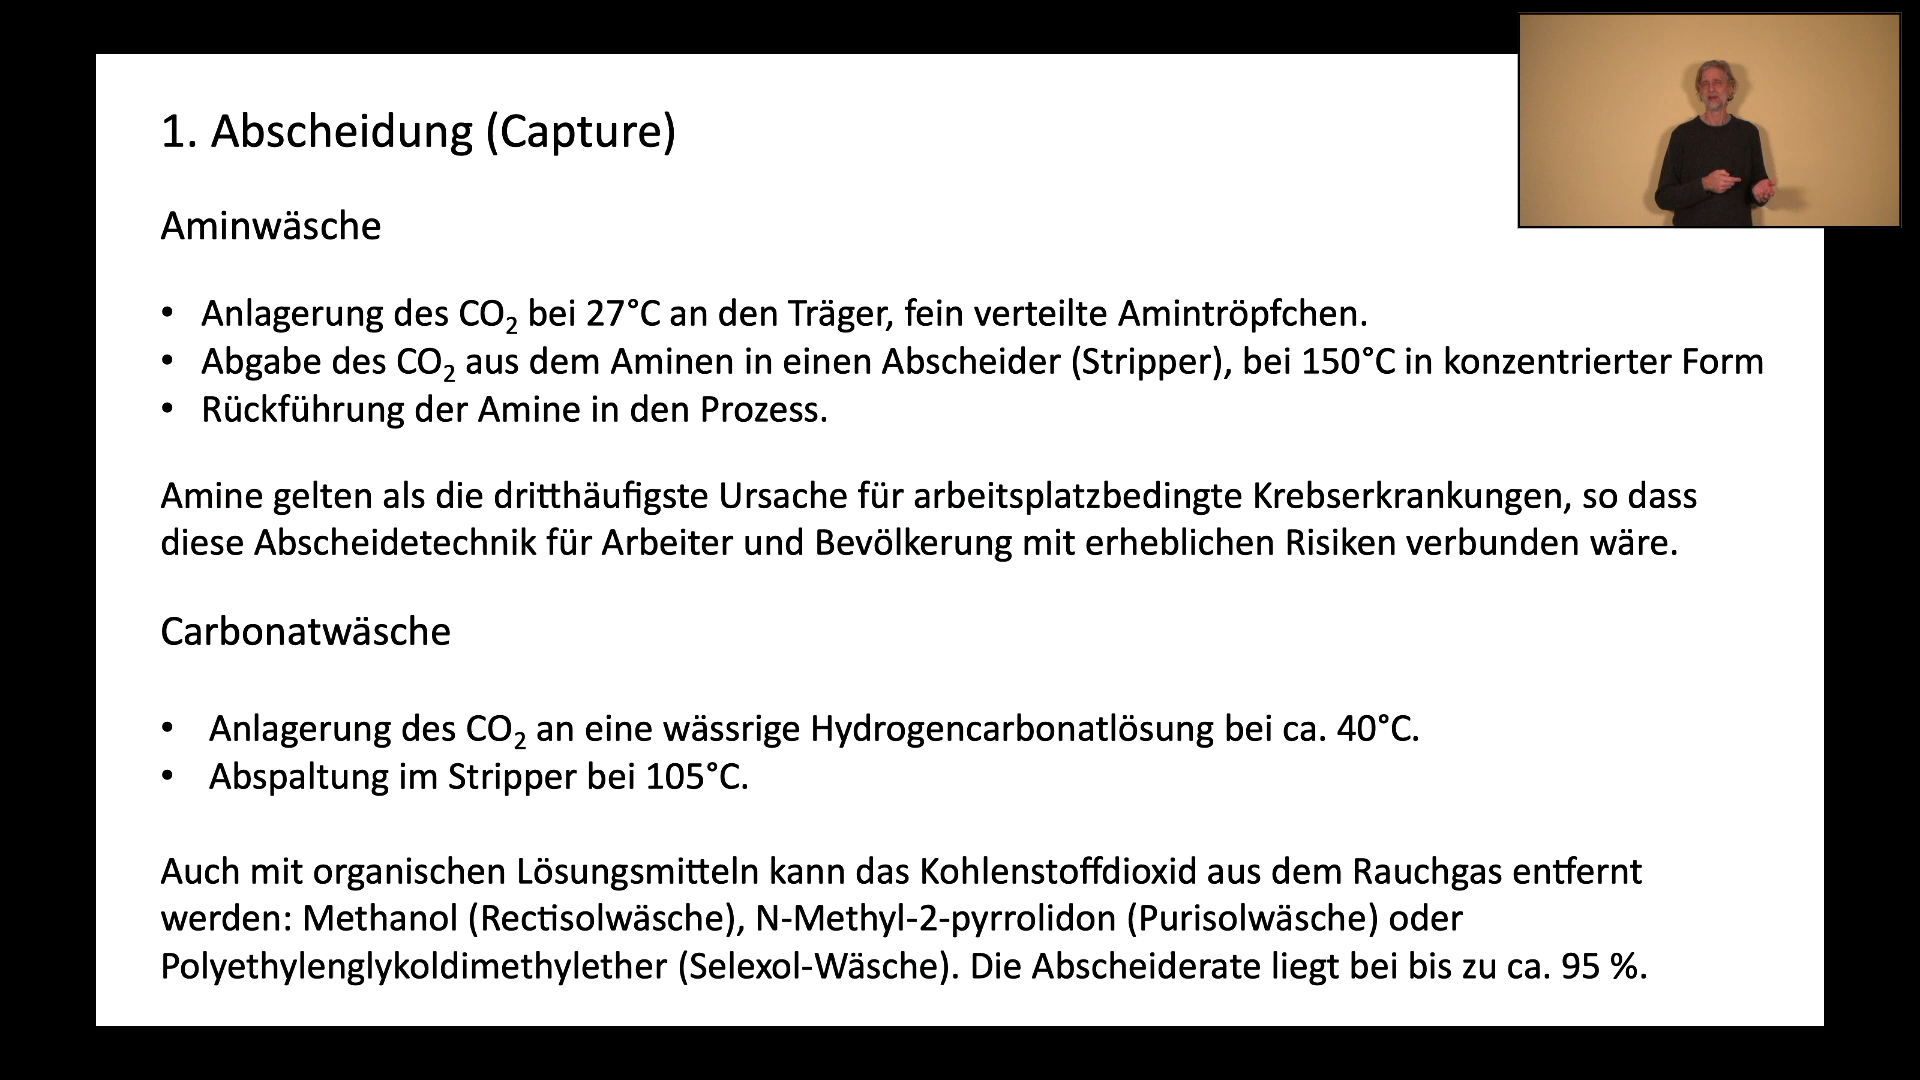 1. Abscheidung (Capture)
Aminwäsche
• Anlagerung des CO₂ bei 27°C an den Träger, fein verteilte Amintröpfchen.
• Abgabe des CO₂ aus dem Aminen in einen Abscheider (Stripper), bei 150°C in konzentrierter Form
• Rückführung der Amine in den Prozess.
Amine gelten als die dritthäufigste Ursache für arbeitsplatzbedingte Krebserkrankungen, so dass
diese Abscheidetechnik für Arbeiter und Bevölkerung mit erheblichen Risiken verbunden wäre.
Carbonatwäsche
• Anlagerung des CO₂ an eine wässrige Hydrogencarbonatlösung bei ca. 40°C.
• Abspaltung im Stripper bei 105°C.
Auch mit organischen Lösungsmitteln kann das Kohlenstoffdioxid aus dem Rauchgas entfernt
werden: Methanol (Rectisolwäsche), N-Methyl-2-pyrrolidon (Purisolwäsche) oder
Polyethylenglykoldimethylether (Selexol-Wäsche). Die Abscheiderate liegt bei bis zu ca. 95 %.